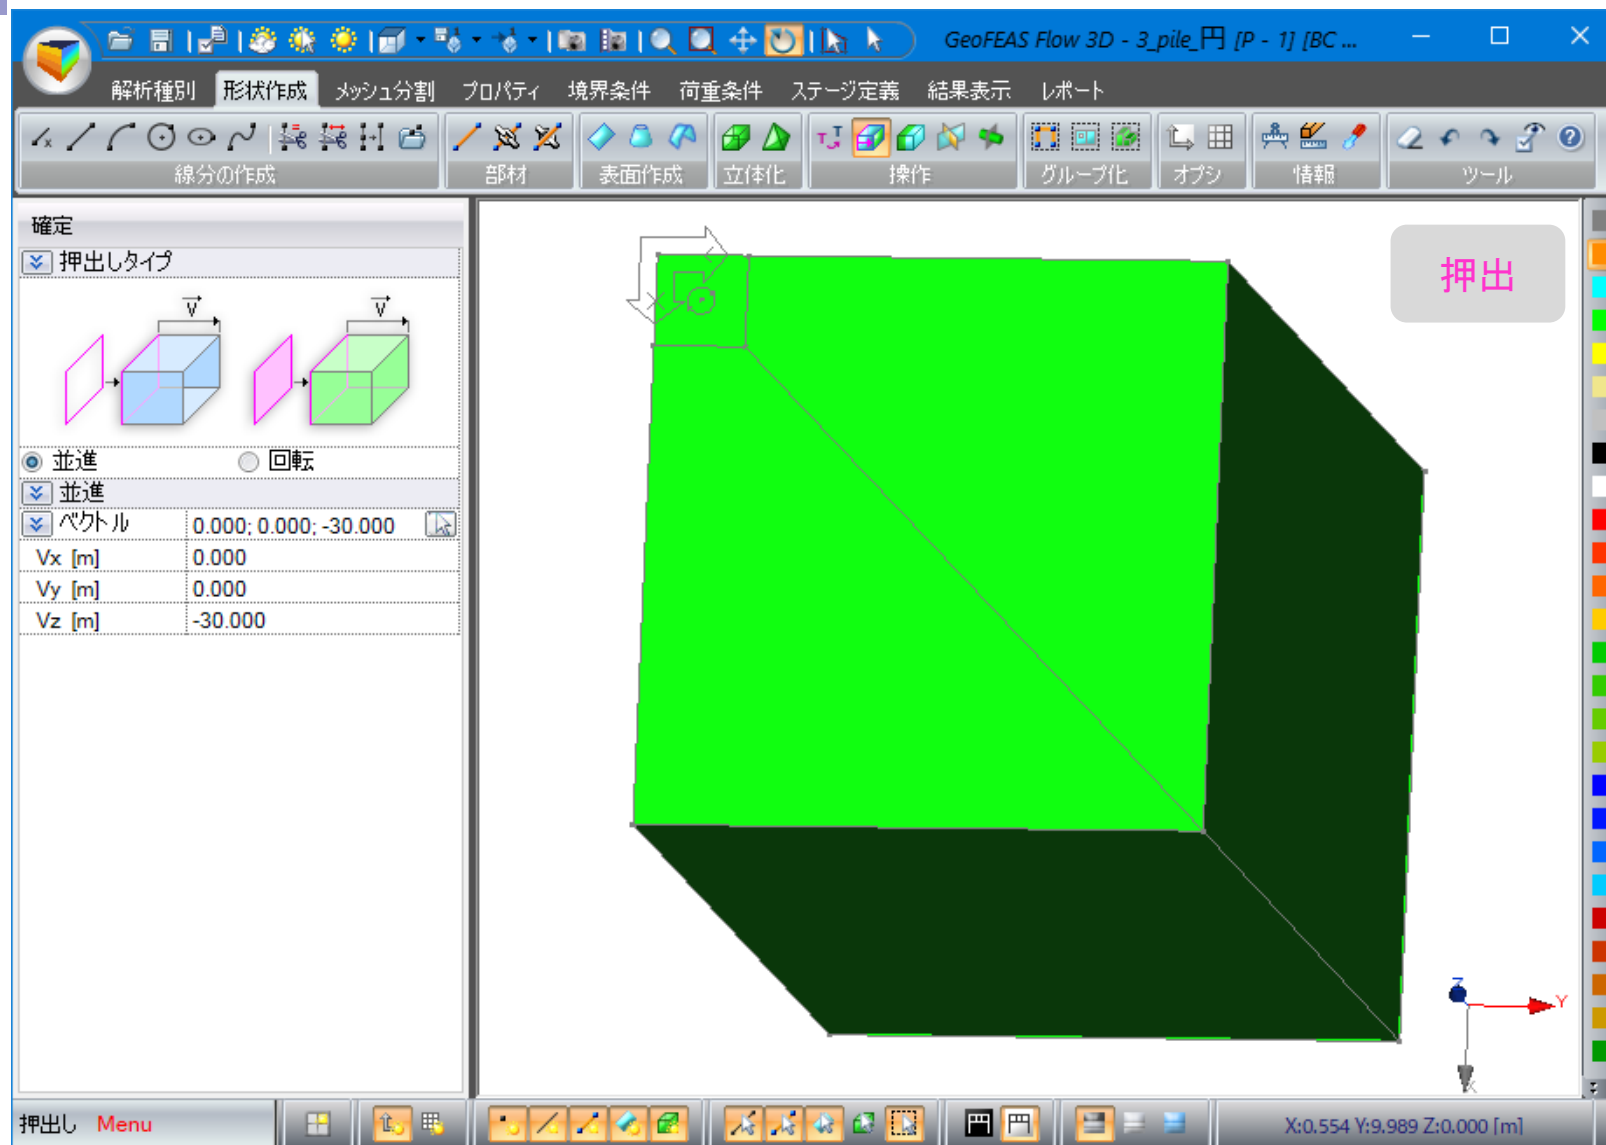 GeoFEAS Flow 3D - 3_pile_円 [P - 1] [BC ...
解析種別 形状作成 メッシュ分割 プロパティ 境界条件 荷重条件 ステージ定義 結果表示 レポート
線分の作成 部材 表面作成 立体化 操作 グループ化 オプシ 情報 ツール
確定
押出しタイプ
V V
並進 回転
並進
ベクトル 0.000; 0.000; -30.000
Vx [m] 0.000
Vy [m] 0.000
Vz [m] -30.000
押出
Z
Y
X
押出し Menu
X:0.554 Y:9.989 Z:0.000 [m]